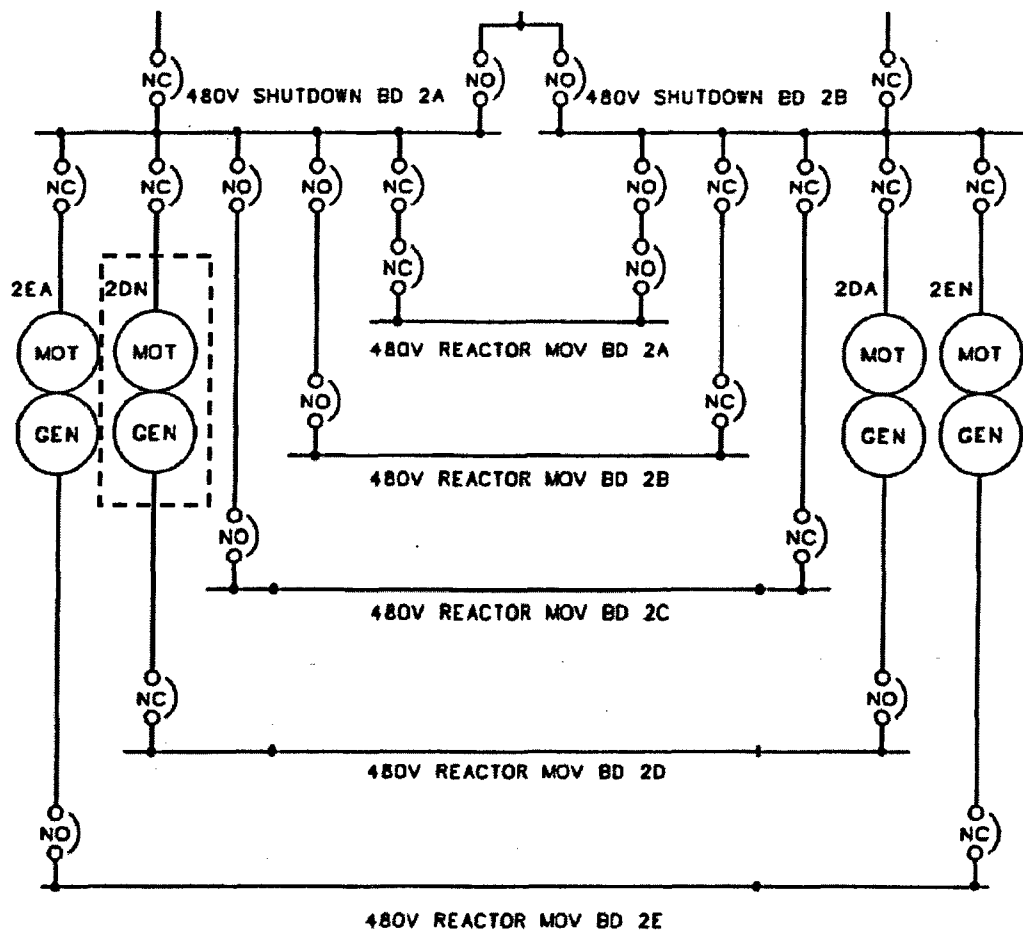 NC NO NO NC
480V SHUTDOWN BD 2A 480V SHUTDOWN BD 2B
NC NC NO NO NC NO NC NC NC NC
NC NO
2EA 2DN 2DA 2EN
480V REACTOR MOV BD 2A
MOT MOT MOT MOT
NO NC
GEN GEN GEN GEN
480V REACTOR MOV BD 2B
NO NC
480V REACTOR MOV BD 2C
NC NO
480V REACTOR MOV BD 2D
NO NC
480V REACTOR MOV BD 2E